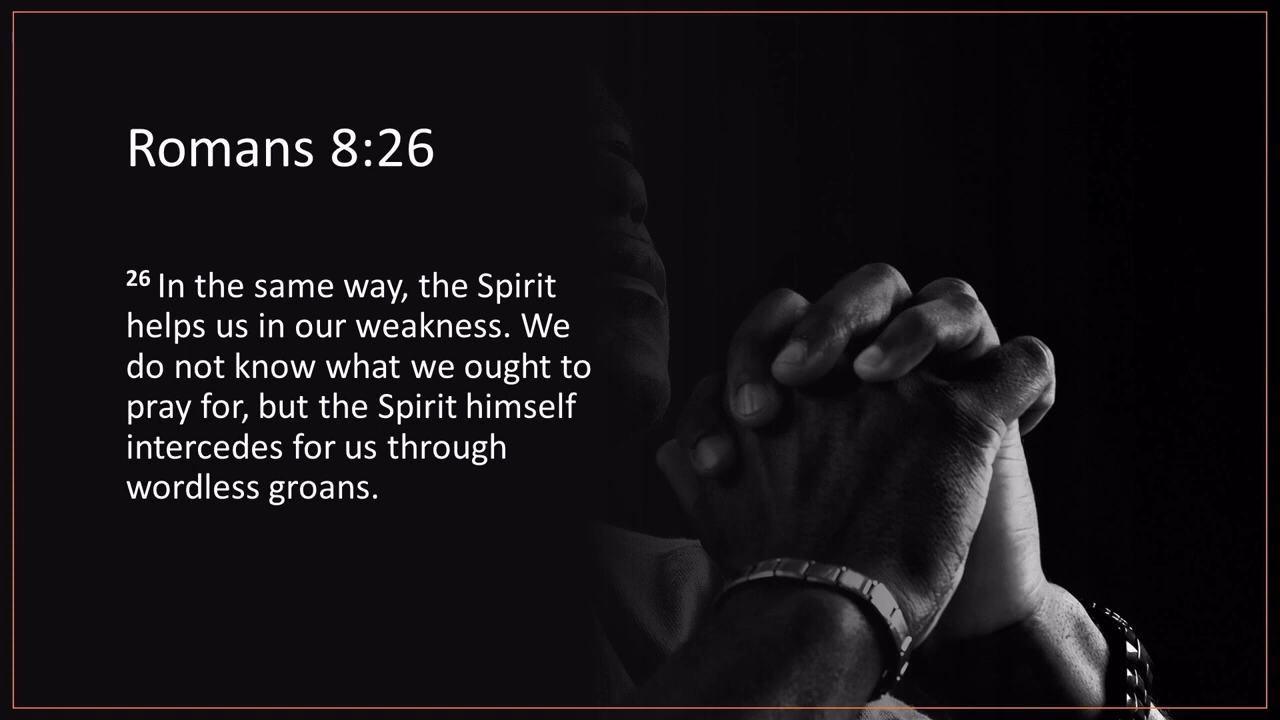 Romans 8:26
26 In the same way, the Spirit
helps us in our weakness. We
do not know what we ought to
pray for, but the Spirit himself
intercedes for us through
wordless groans.